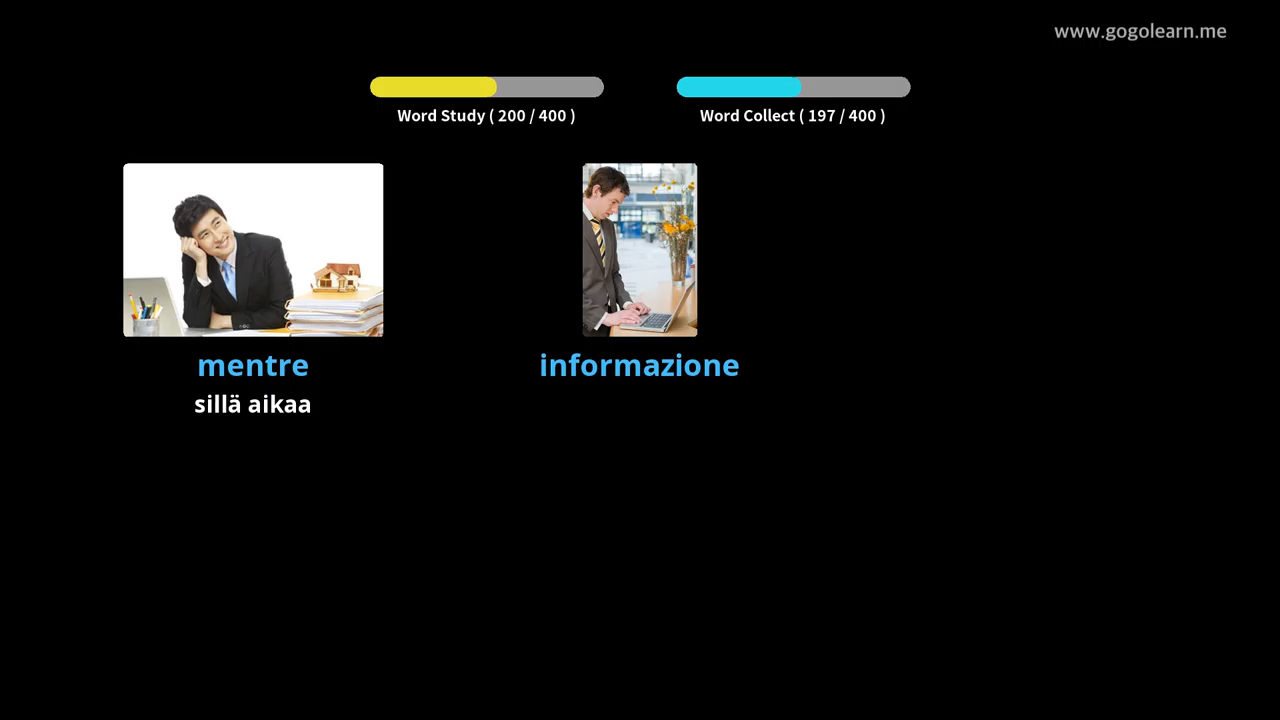 www.gogolearn.me
Word Study ( 200 / 400 )
Word Collect ( 197 / 400 )
mentre
informazione
sillä aikaa